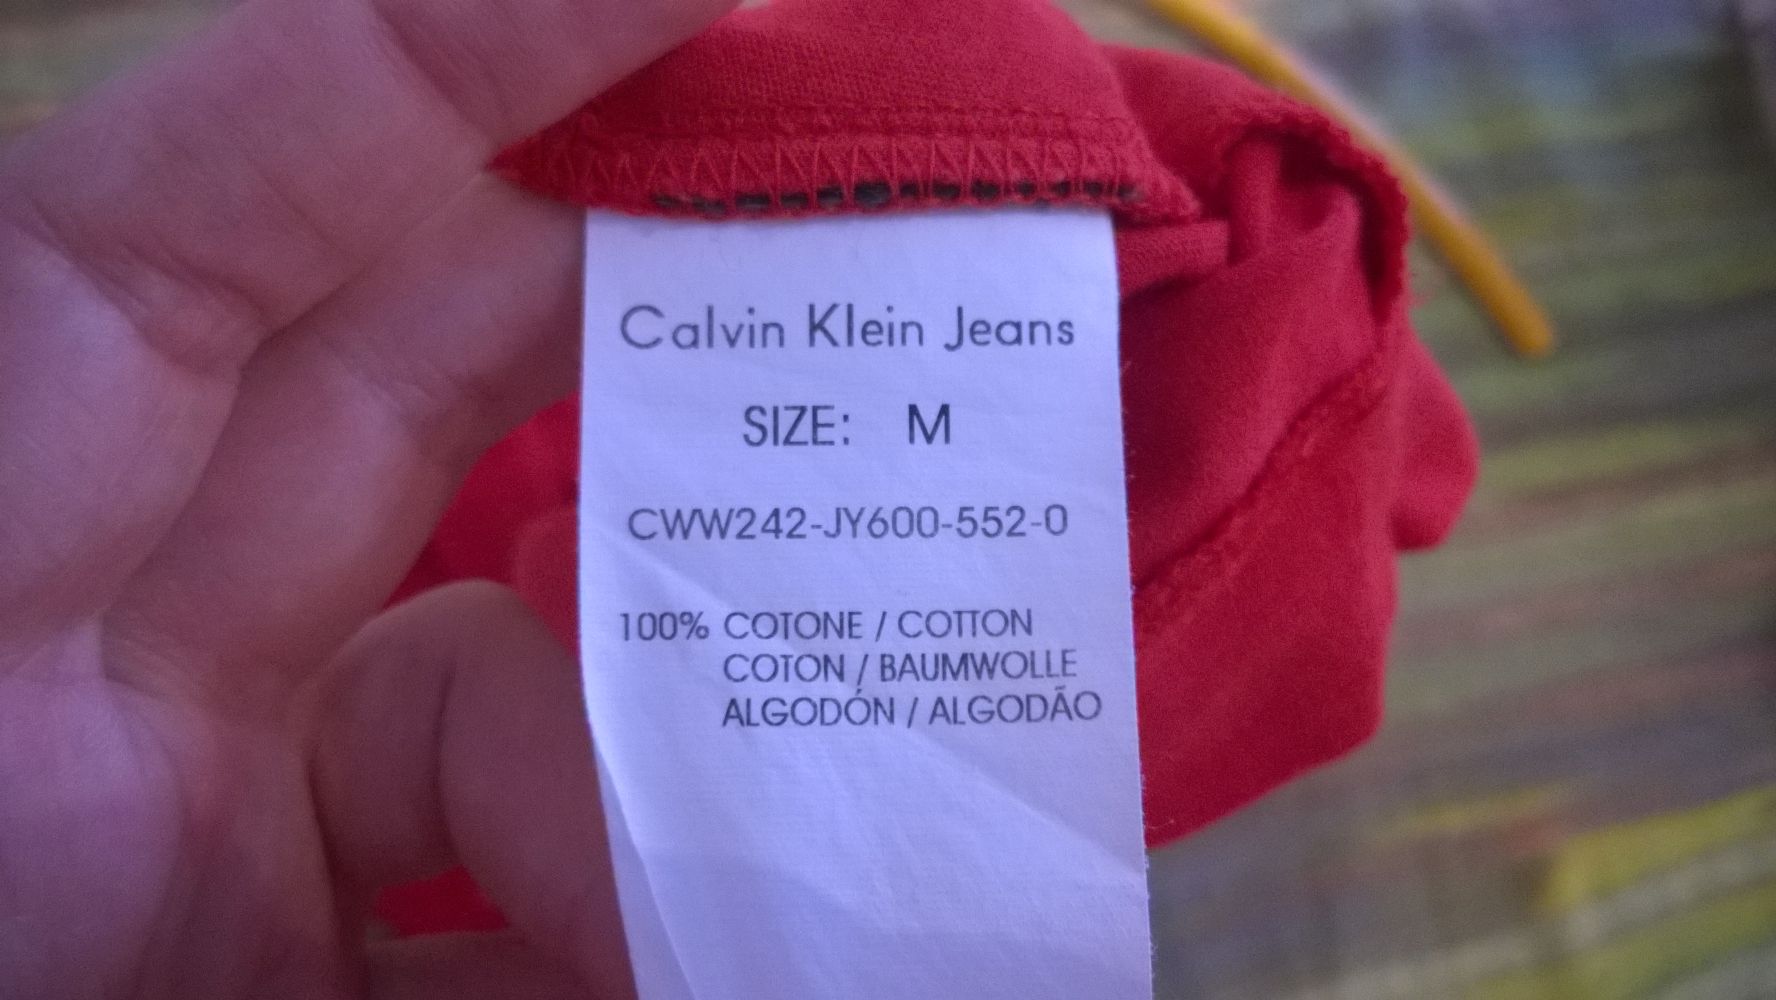 Calvin Klein Jeans
SIZE: M
CWW242-JY600-552-0
100% COTONE / COTTON
COTON / BAUMWOLLE
ALGODÓN / ALGODÃO